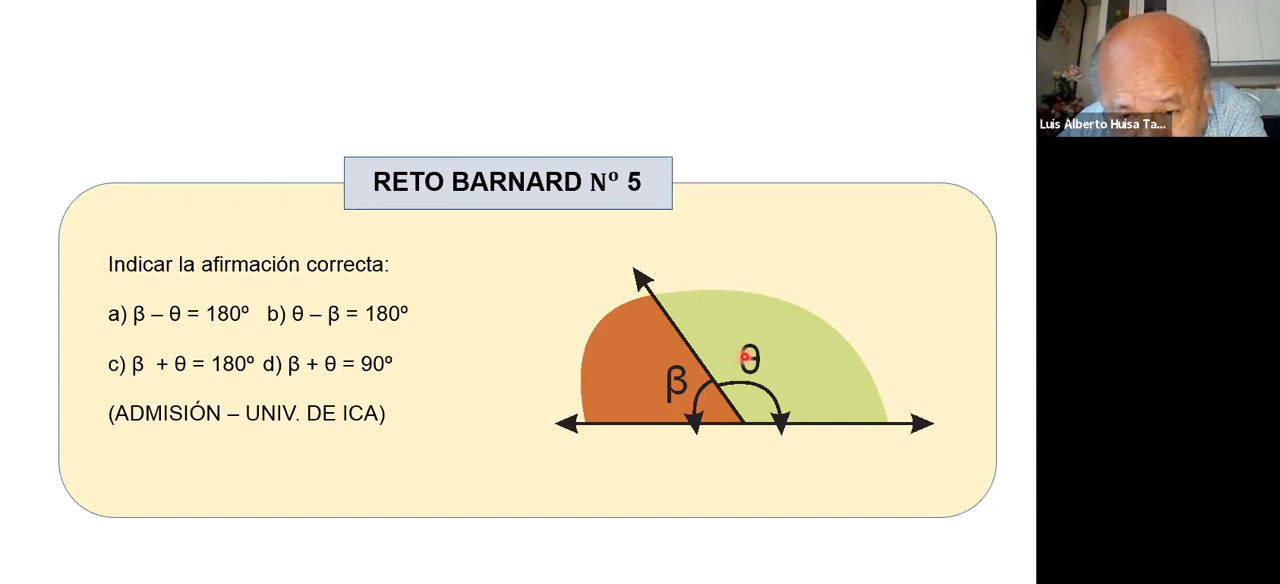 Luis Alberto Huisa Ta...
RETO BARNARD Nº 5
Indicar la afirmación correcta:
a) β – θ = 180º b) θ – β = 180º
c) β + θ = 180º d) β + θ = 90º
(ADMISIÓN – UNIV. DE ICA)
β
θ